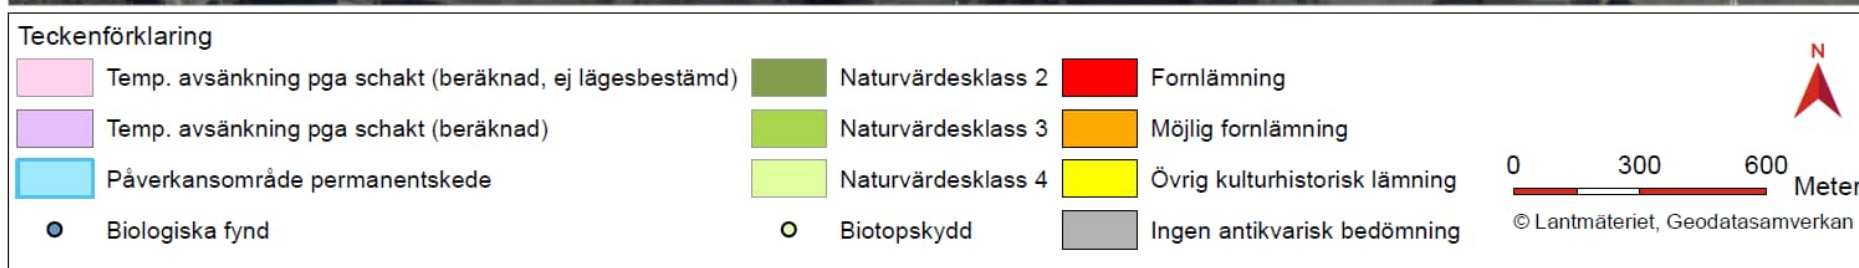 Teckenförklaring
Temp. avsänkning pga schakt (beräknad, ej lägesbestämd)
Temp. avsänkning pga schakt (beräknad)
Påverkansområde permanentskede
Biologiska fynd
Naturvärdesklass 2
Naturvärdesklass 3
Naturvärdesklass 4
Biotopskydd
Fornlämning
Möjlig fornlämning
Övrig kulturhistorisk lämning
Ingen antikvarisk bedömning
N
0 300 600
Meter
© Lantmäteriet, Geodatasamverkan